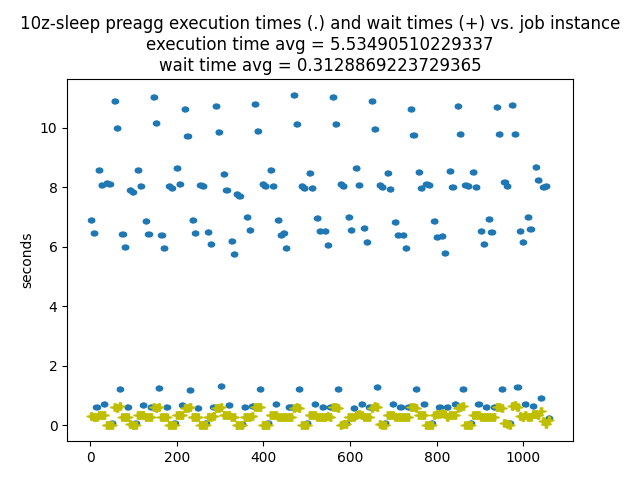 10z-sleep preagg execution times (.) and wait times (+) vs. job instance
execution time avg = 5.53490510229337
wait time avg = 0.3128869223729365
10
8
6
4
2
0
seconds
0 200 400 600 800 1000